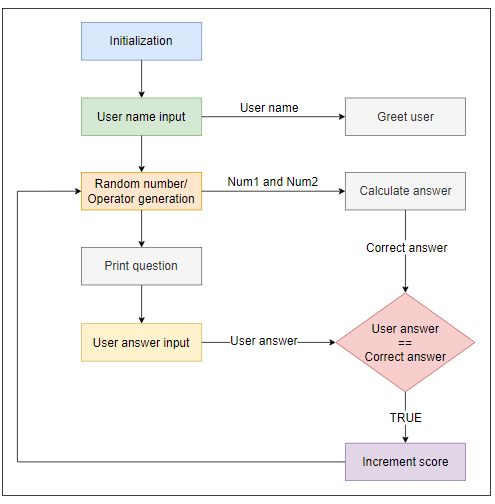 Initialization
User name input
User name
Greet user
Random number/
Operator generation
Num1 and Num2
Calculate answer
Correct answer
Print question
User answer input
User answer
User answer
==
Correct answer
TRUE
Increment score